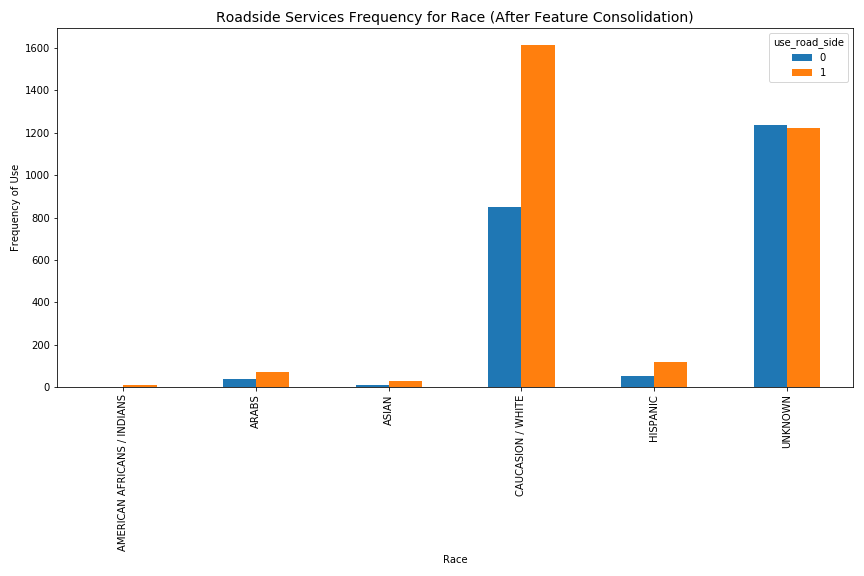 Roadside Services Frequency for Race (After Feature Consolidation)
use_road_side
0
1
Frequency of Use
1600
1400
1200
1000
800
600
400
200
0
AMERICAN AFRICANS / INDIANS
ARABS
ASIAN
CAUCASION / WHITE
HISPANIC
UNKNOWN
Race